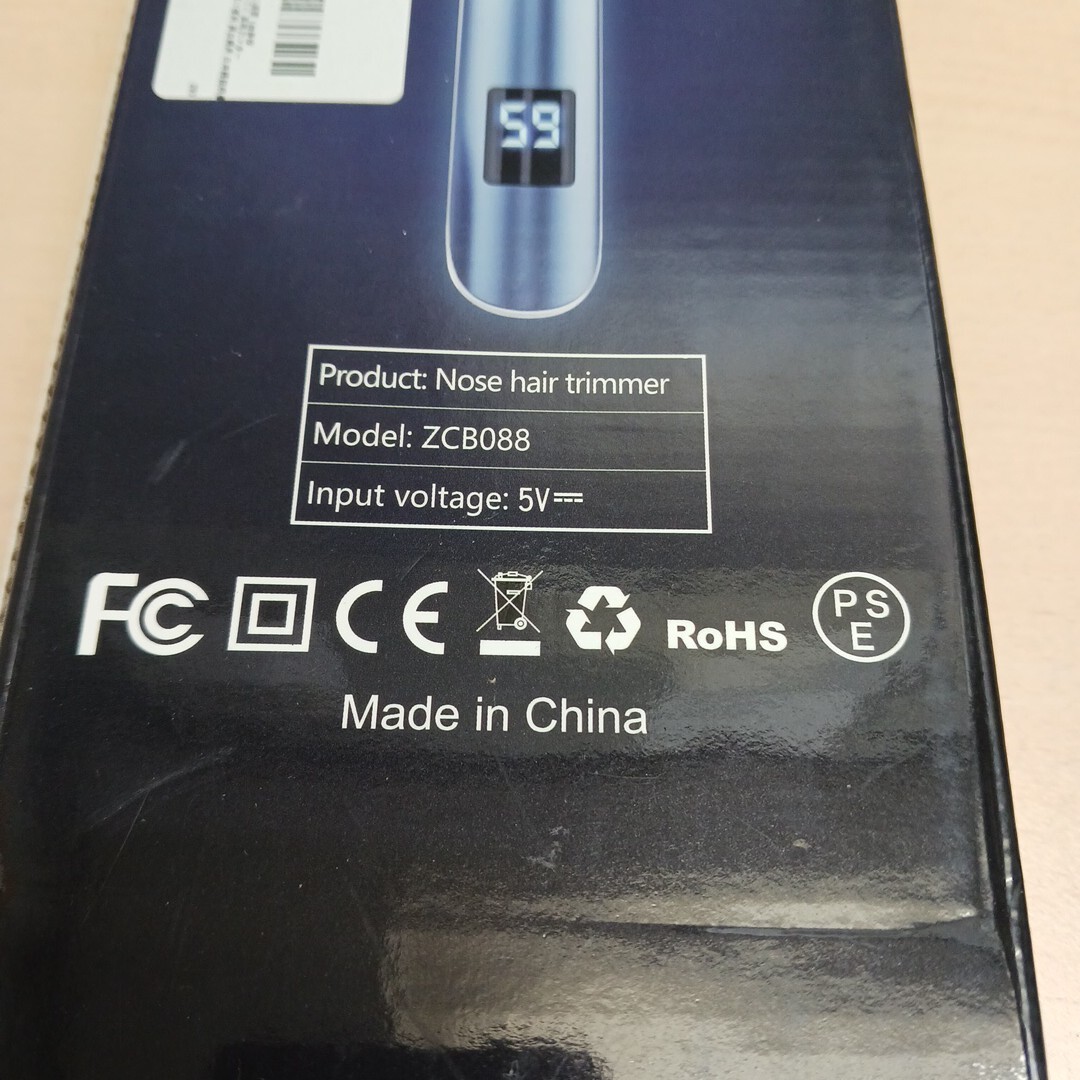 59
Product: Nose hair trimmer
Model: ZCB088
Input voltage: 5V⎓
FC CE RoHS PSE
Made in China